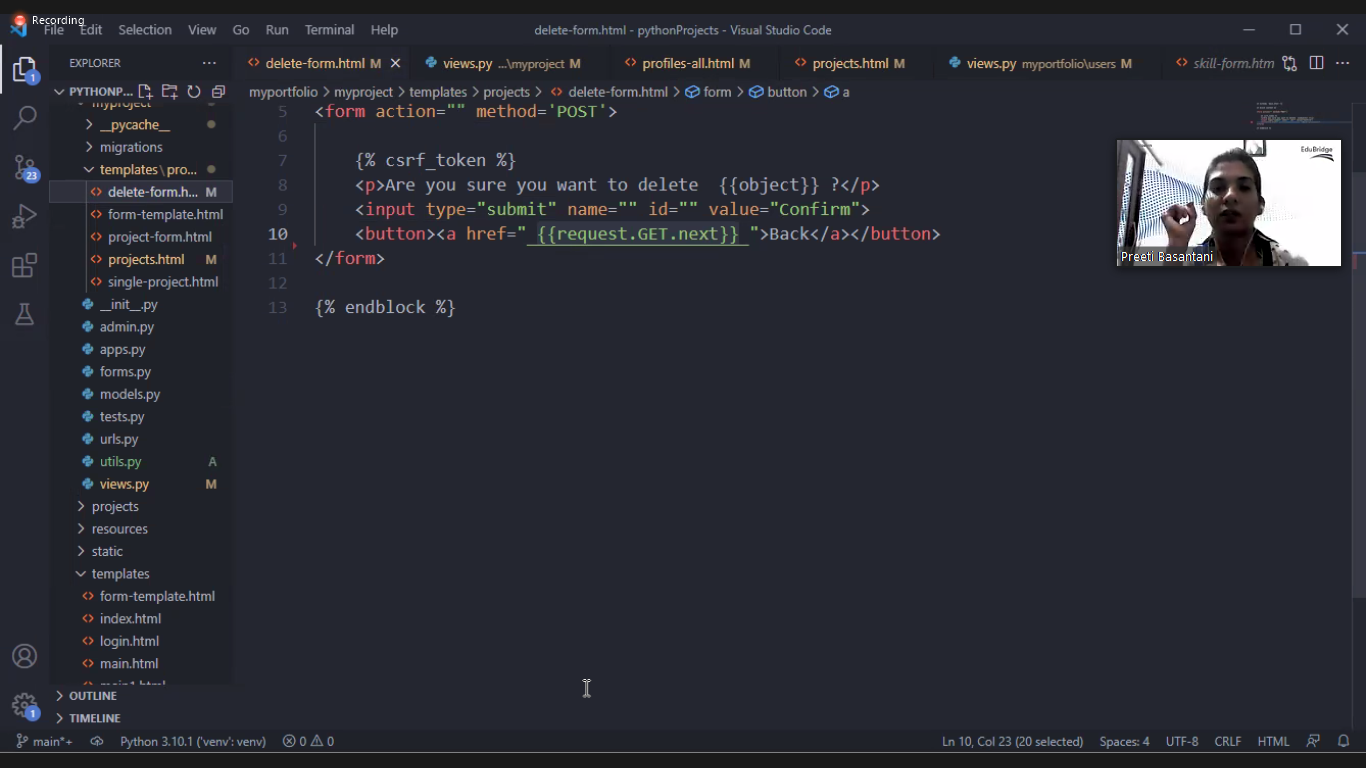 Recording
File Edit Selection View Go Run Terminal Help
delete-form.html - pythonProjects - Visual Studio Code
EXPLORER
delete-form.html M
views.py ...\myproject M
profiles-all.html M
projects.html M
views.py myportfolio\users M
skill-form.htm
PYTHONP...
myportfolio > myproject > templates > projects > delete-form.html > form > button > a
myproject
__pycache__
migrations
templates\pro...
delete-form.h... M
form-template.html
project-form.html
projects.html M
single-project.html
__init__.py
admin.py
apps.py
forms.py
models.py
tests.py
urls.py
utils.py A
views.py M
projects
resources
static
templates
form-template.html
index.html
login.html
main.html
main1.html
OUTLINE
TIMELINE
5 <form action="" method='POST'>
6
7 {% csrf_token %}
8 <p>Are you sure you want to delete {{object}} ?</p>
9 <input type="submit" name="" id="" value="Confirm">
10 <button><a href=" {{request.GET.next}} ">Back</a></button>
11 </form>
12
13 {% endblock %}
EduBridge
Preeti Basantani
1
23
1
main*+ Python 3.10.1 ('venv': venv) 0 0 Ln 10, Col 23 (20 selected) Spaces: 4 UTF-8 CRLF HTML